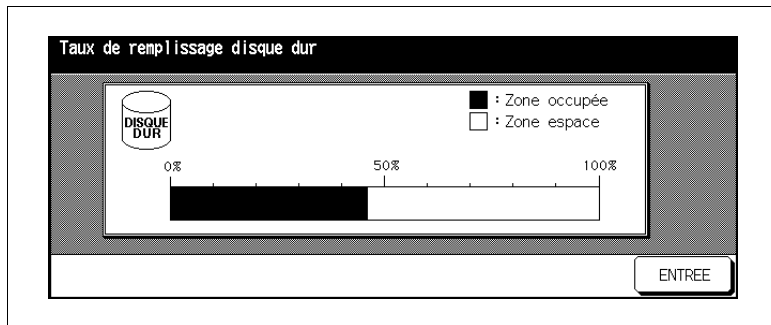 Taux de remplissage disque dur
: Zone occupée
: Zone espace
DISQUE
DUR
0% 50% 100%
ENTREE